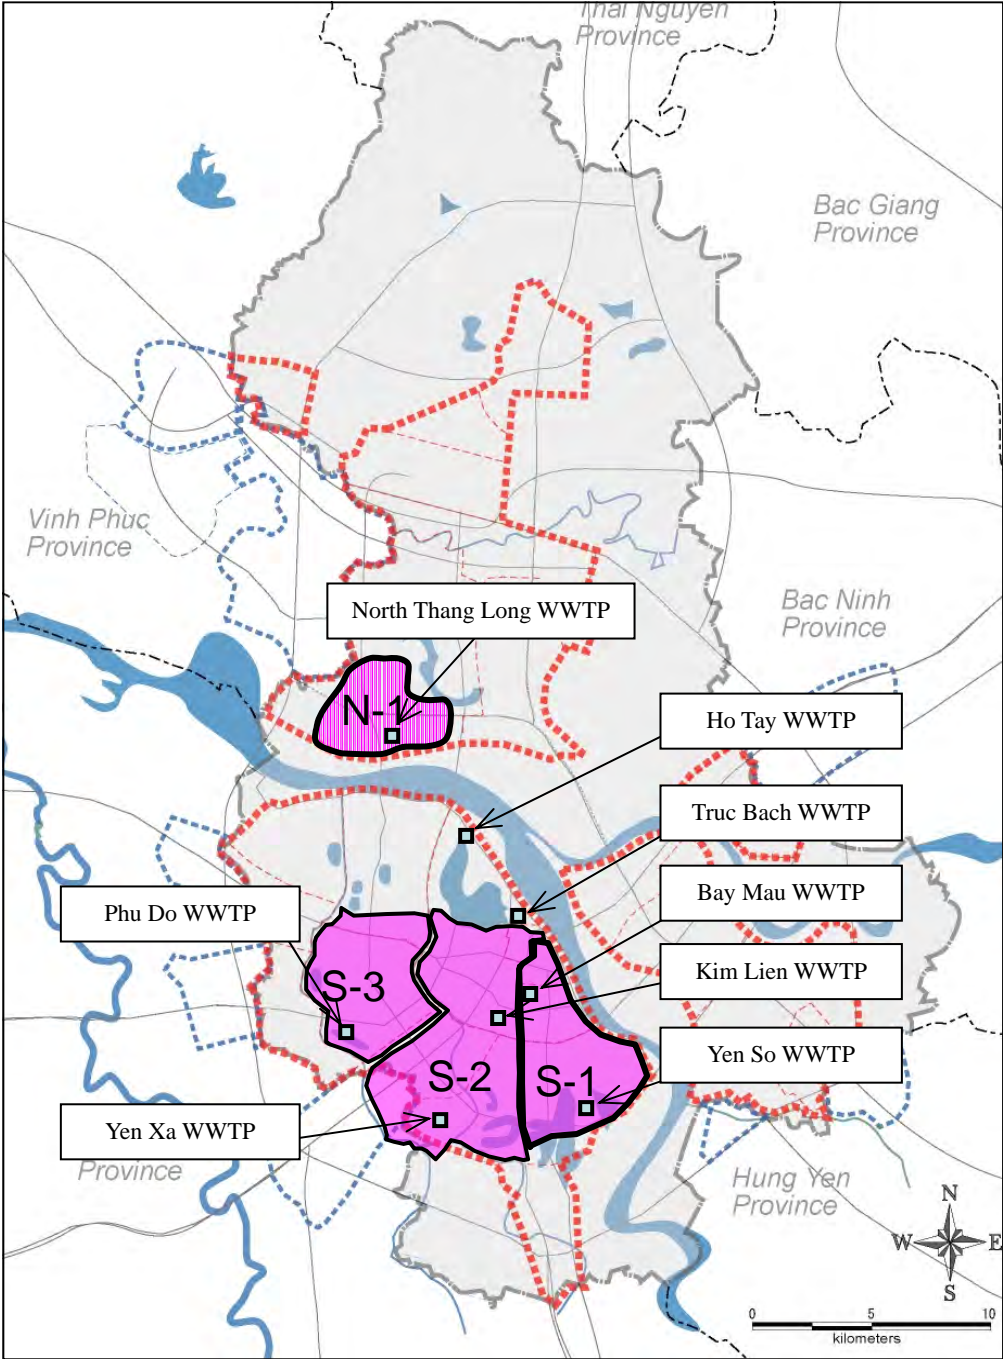 Thai Nguyen
Province
Bac Giang
Province
Vinh Phuc
Province
North Thang Long WWTP
Bac Ninh
Province
N-1
Ho Tay WWTP
Truc Bach WWTP
Bay Mau WWTP
Phu Do WWTP
Kim Lien WWTP
S-3
Yen So WWTP
S-2
S-1
Yen Xa WWTP
Province
Hung Yen
Province
N
W
E
S
0
5
10
kilometers